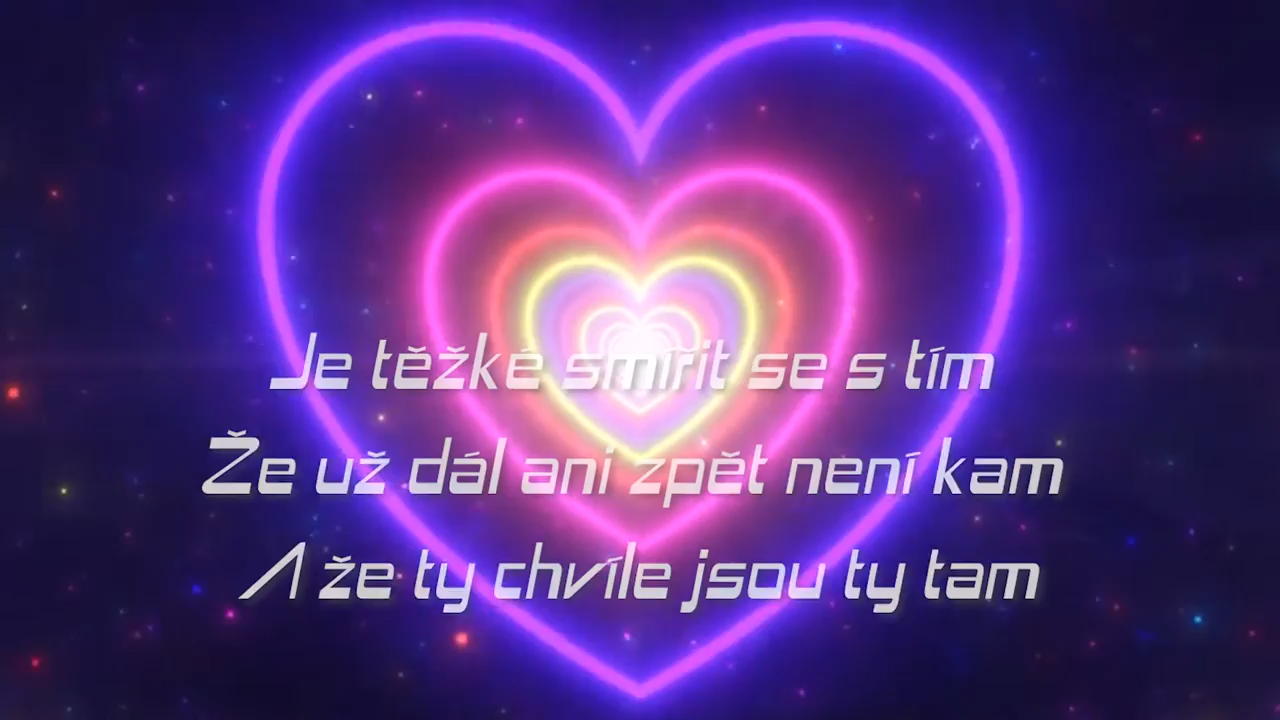 Je těžké smířit se s tím
Že už dál ani zpět není kam
A že ty chvíle jsou ty tam